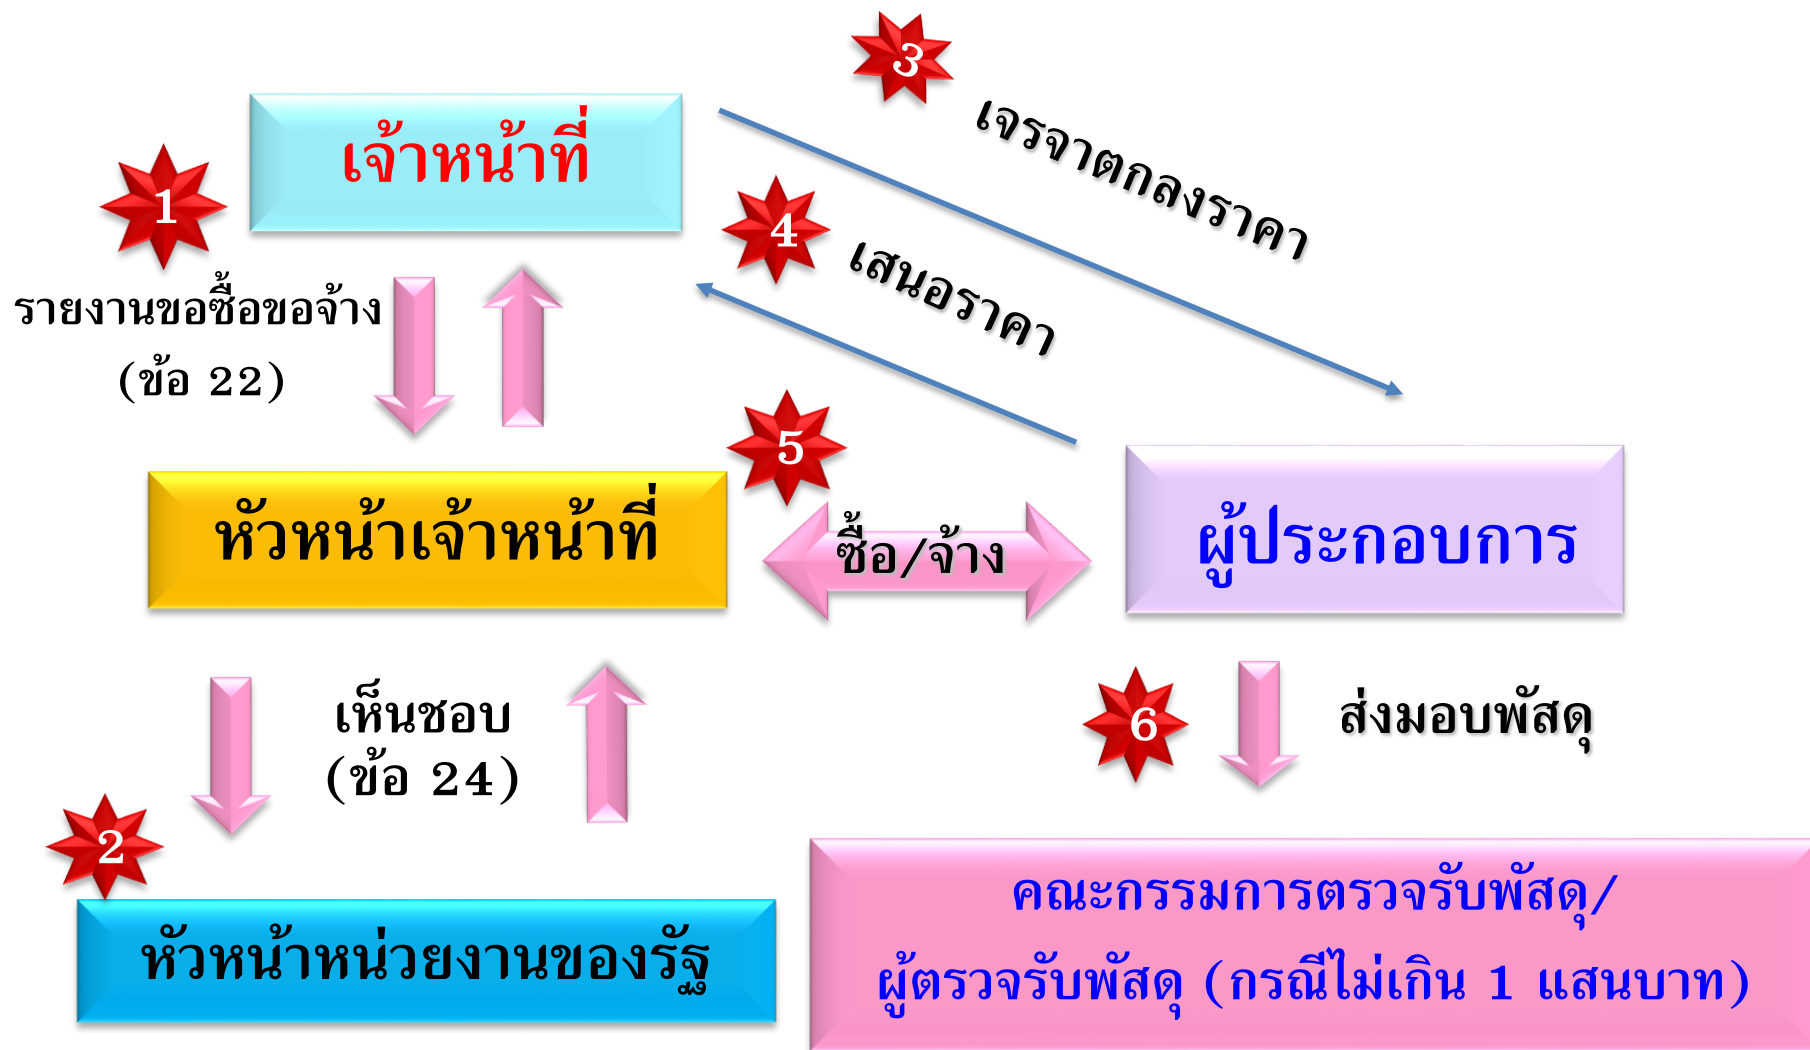 3
เจรจาตกลงราคา
เจ้าหน้าที่
1
4
เสนอราคา
รายงานขอซื้อขอจ้าง
(ข้อ 22)
5
หัวหน้าเจ้าหน้าที่
ซื้อ/จ้าง
ผู้ประกอบการ
เห็นชอบ
(ข้อ 24)
6
ส่งมอบพัสดุ
2
หัวหน้าหน่วยงานของรัฐ
คณะกรรมการตรวจรับพัสดุ/
ผู้ตรวจรับพัสดุ (กรณีไม่เกิน 1 แสนบาท)